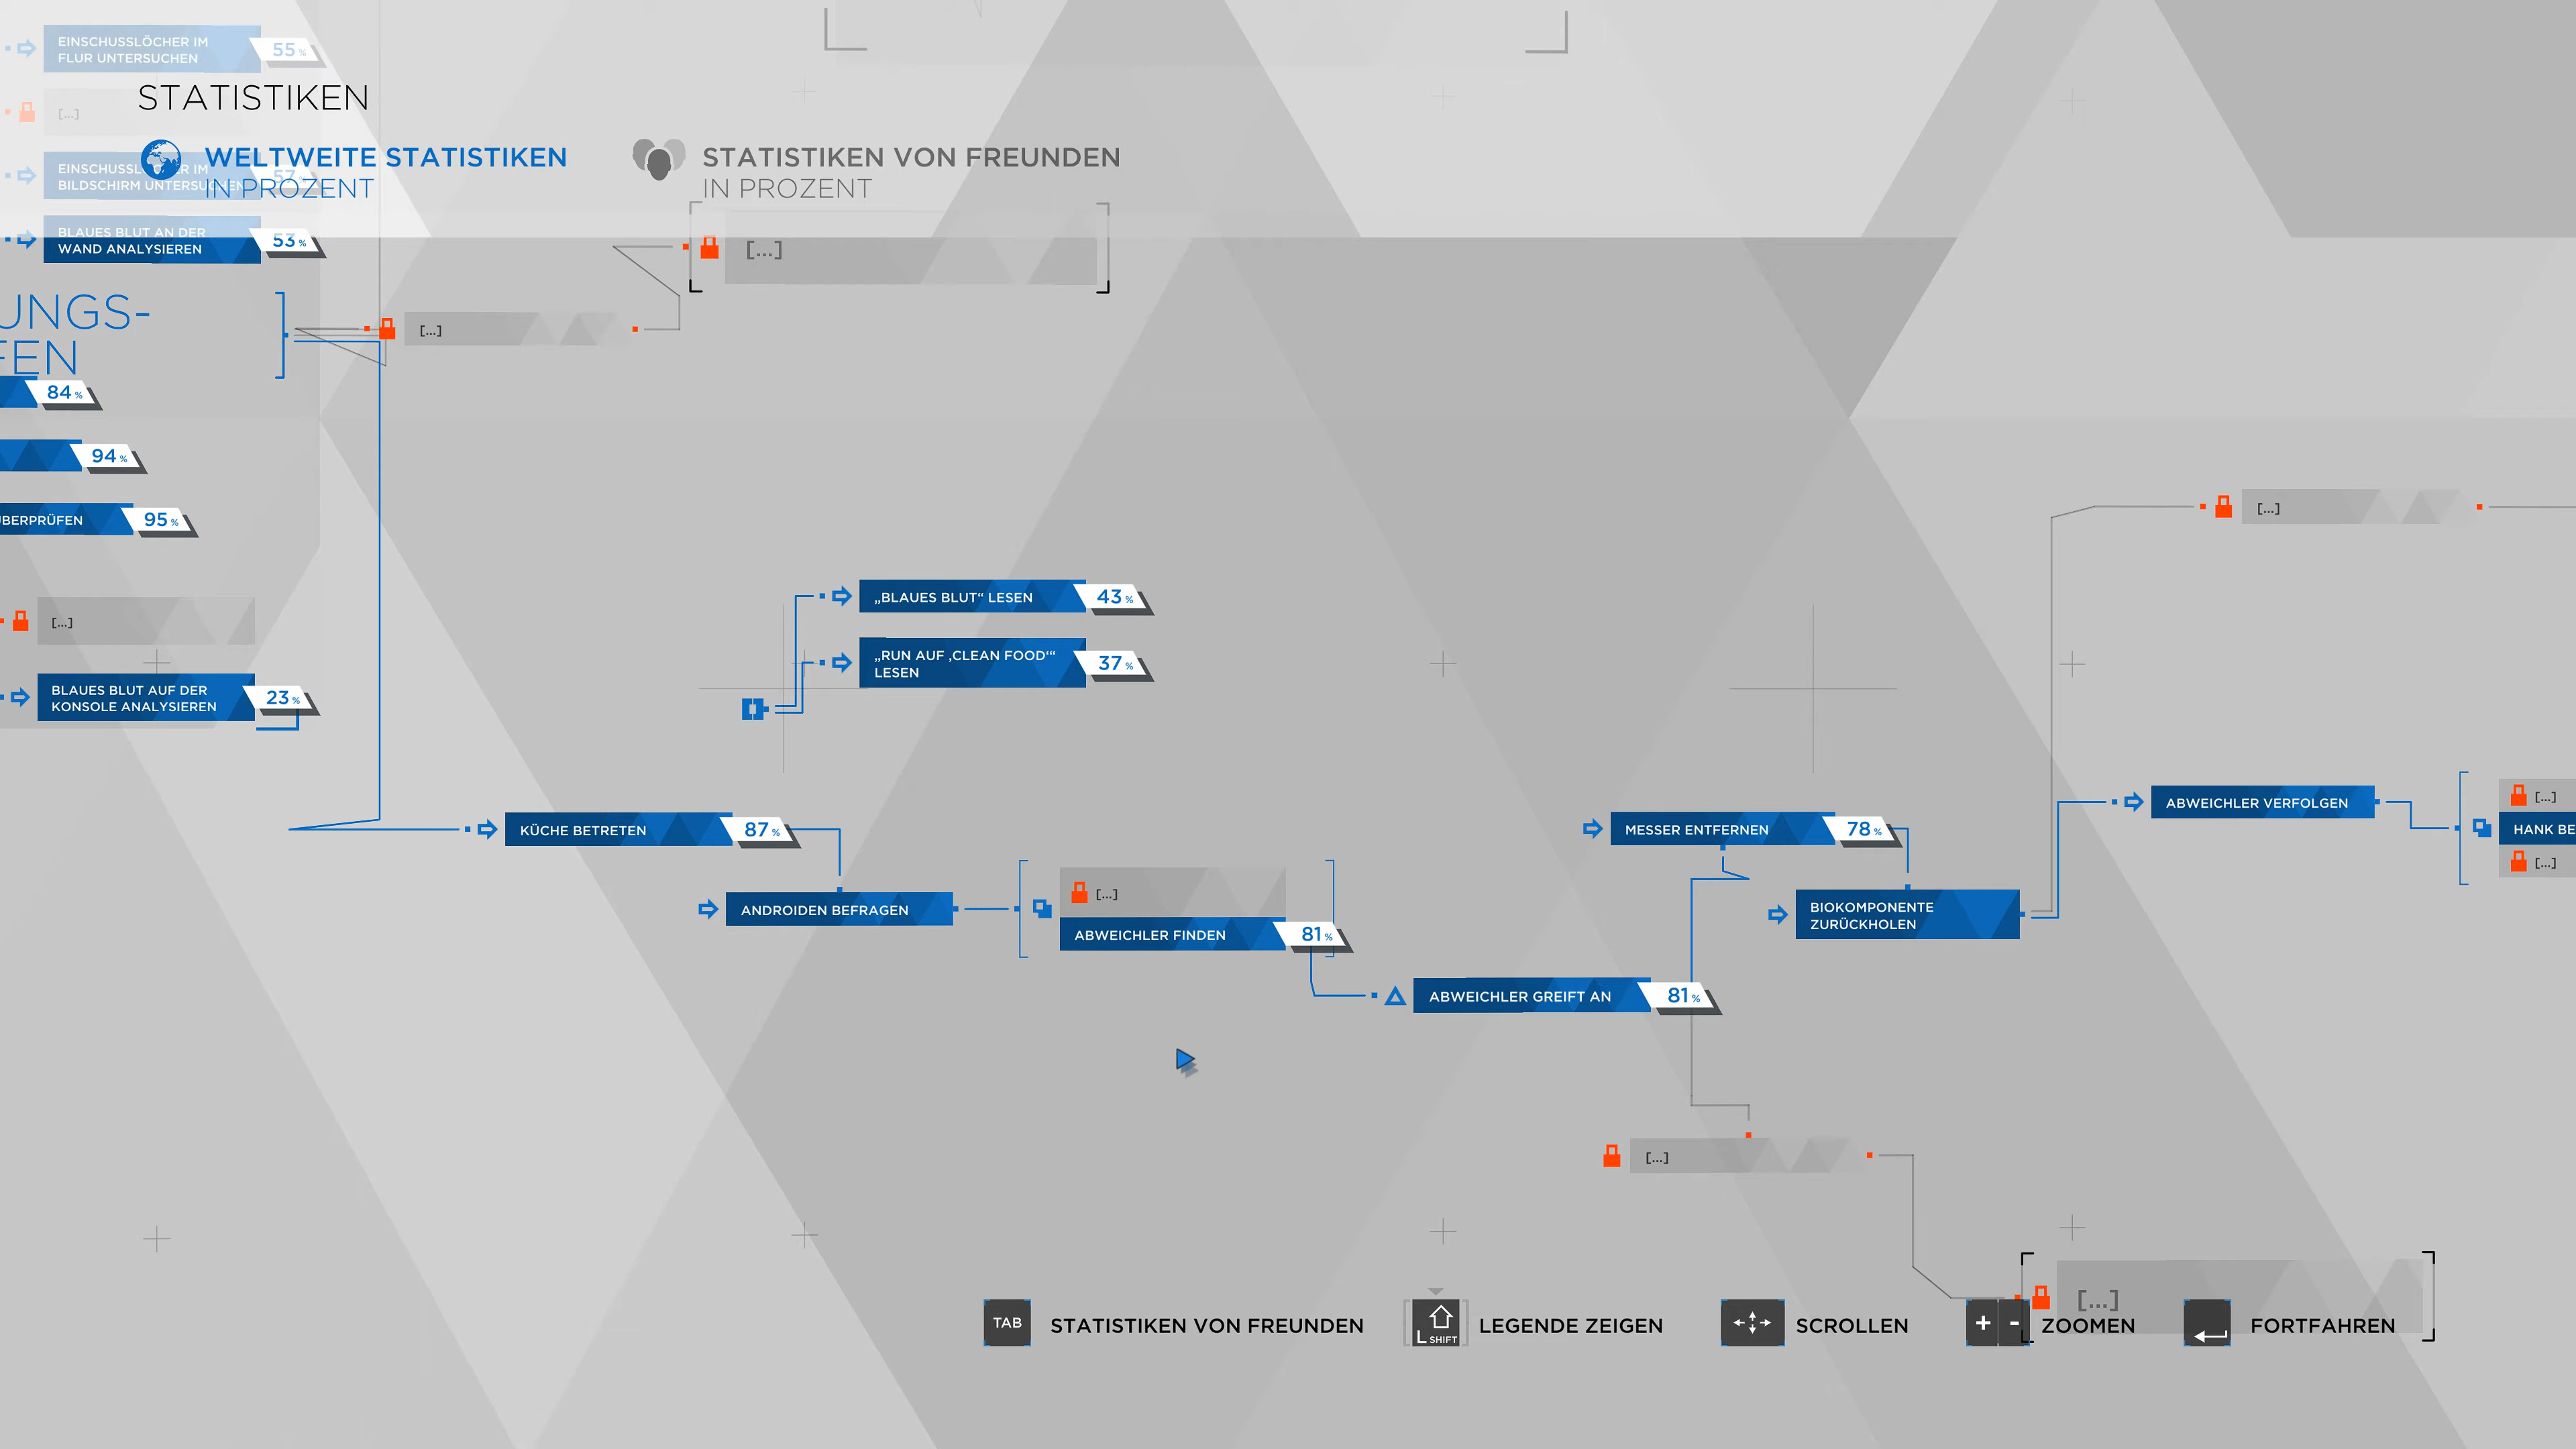 EINSCHUSSLÖCHER IM
FLUR UNTERSUCHEN
55 %
STATISTIKEN
[...]
WELTWEITE STATISTIKEN
IN PROZENT
STATISTIKEN VON FREUNDEN
IN PROZENT
BILDSCHIRM UNTERSUCHEN
57 %
BLAUES BLUT AN DER
WAND ANALYSIEREN
53 %
[...]
UNGS-
FEN
[...]
84 %
94 %
BERPRÜFEN
95 %
[...]
[...]
BLAUES BLUT AUF DER
KONSOLE ANALYSIEREN
23 %
„BLAUES BLUT“ LESEN
43 %
„RUN AUF ‚CLEAN FOOD‘“
LESEN
37 %
KÜCHE BETRETEN
87 %
ANDROIDEN BEFRAGEN
[...]
ABWEICHLER FINDEN
81 %
ABWEICHLER GREIFT AN
81 %
MESSER ENTFERNEN
78 %
BIOKOMPONENTE
ZURÜCKHOLEN
ABWEICHLER VERFOLGEN
[...]
HANK BE
[...]
[...]
[...]
TAB
STATISTIKEN VON FREUNDEN
L SHIFT
LEGENDE ZEIGEN
SCROLLEN
+ -
ZOOMEN
FORTFAHREN